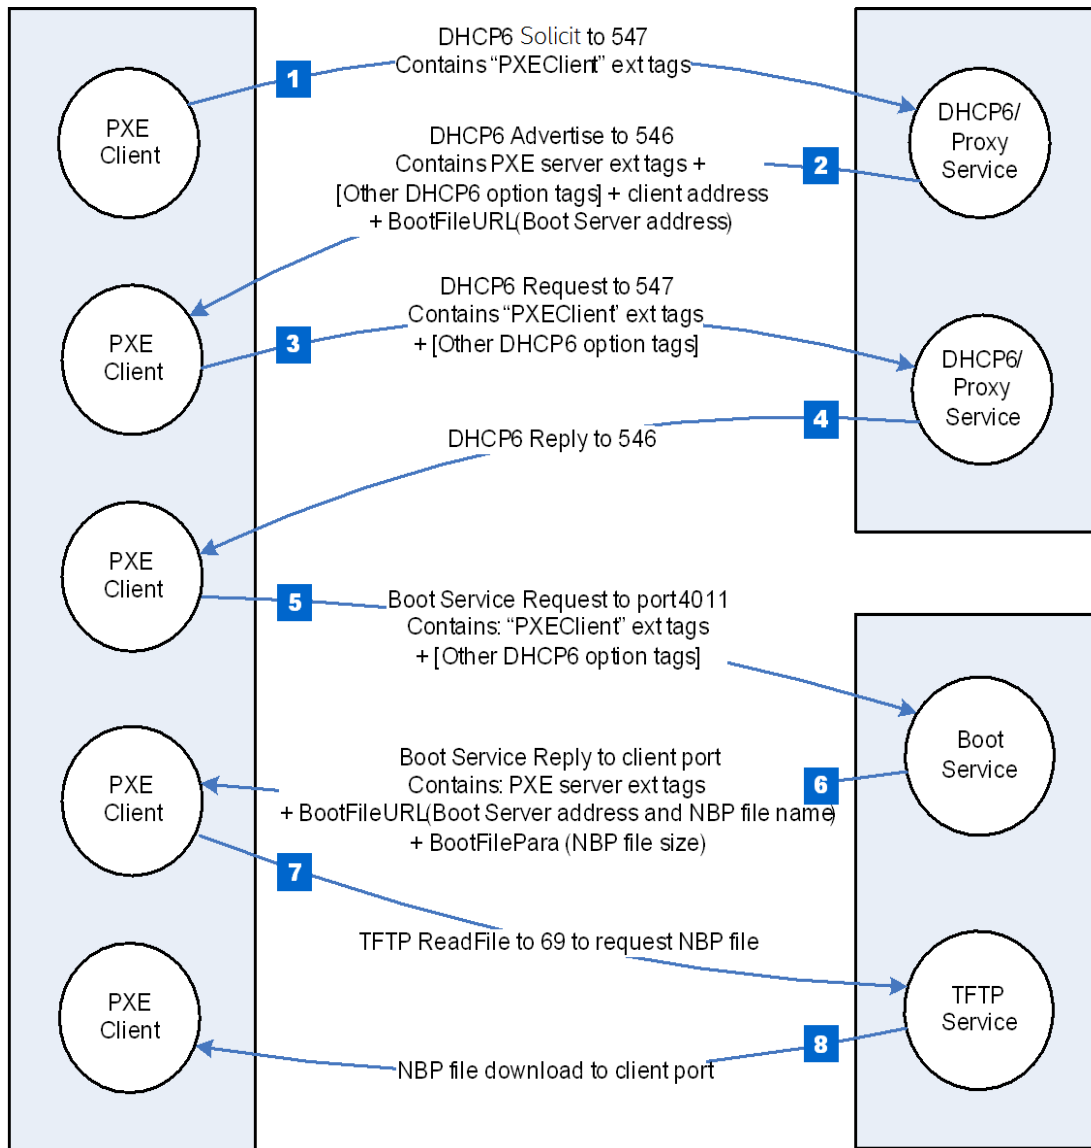 DHCP6 Solicit to 547
Contains “PXEClient” ext tags
1
PXE
Client
DHCP6/
Proxy
Service
DHCP6 Advertise to 546
Contains PXE server ext tags +
[Other DHCP6 option tags] + client address
+ BootFileURL(Boot Server address)
2
DHCP6 Request to 547
Contains “PXEClient’ ext tags
+ [Other DHCP6 option tags]
3
PXE
Client
DHCP6/
Proxy
Service
4
DHCP6 Reply to 546
PXE
Client
5
Boot Service Request to port4011
Contains: “PXEClient” ext tags
+ [Other DHCP6 option tags]
Boot
Service
PXE
Client
Boot Service Reply to client port
Contains: PXE server ext tags
+ BootFileURL(Boot Server address and NBP file name)
+ BootFilePara (NBP file size)
6
7
TFTP ReadFile to 69 to request NBP file
TFTP
Service
PXE
Client
8
NBP file download to client port